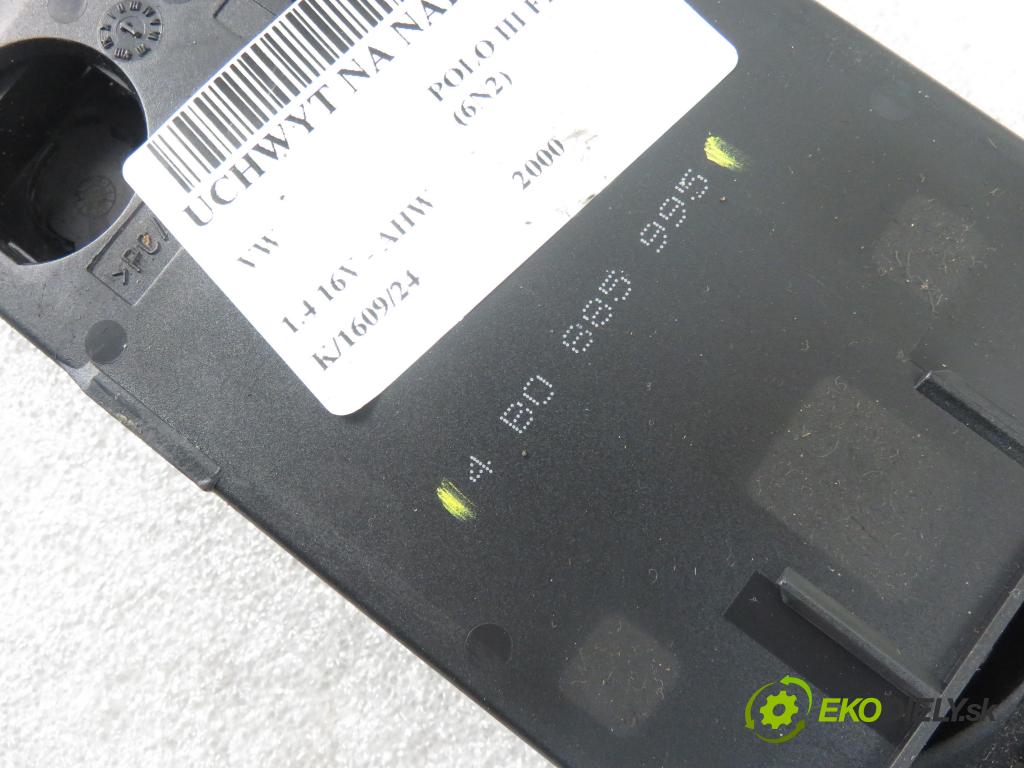 UCHWYT NA
VW
POLO III
(6N2)
1.4 16V - AHW
2000
K/1609/24
>PC/
4 B0 885 995
EKO DIELY.sk